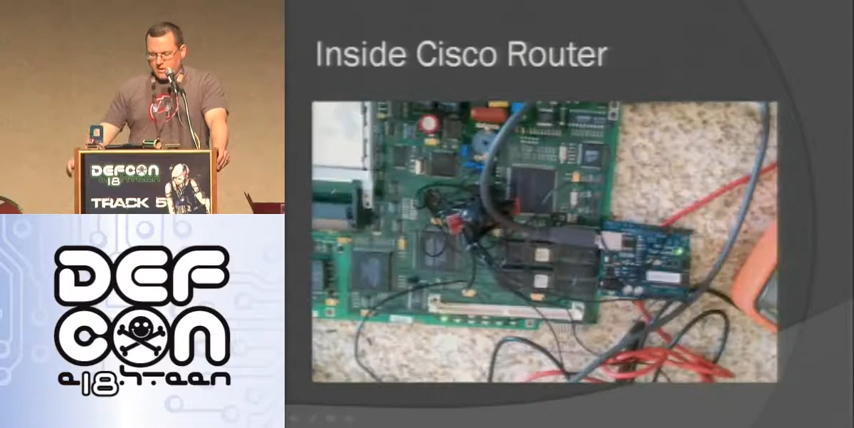 Inside Cisco Router
DEFCON
18
TRACK 5
DEF
CON
e18hteen